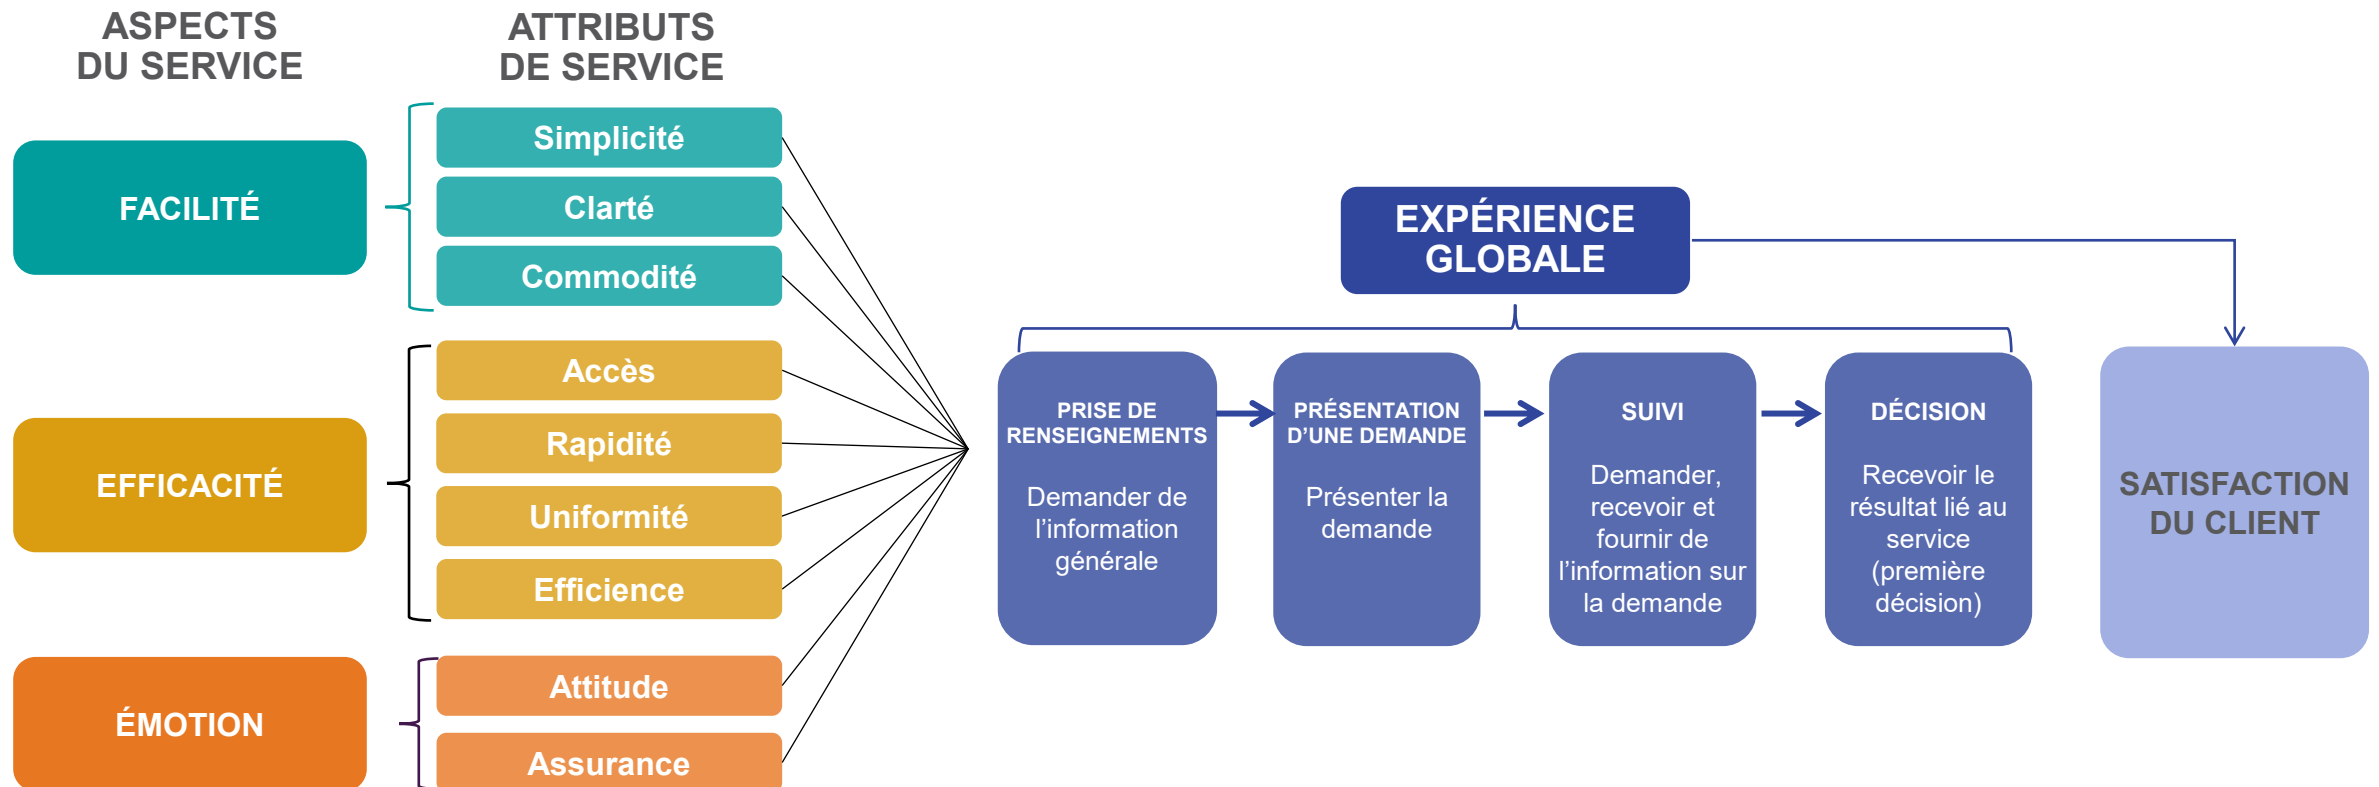 ASPECTS
DU SERVICE
ATTRIBUTS
DE SERVICE
FACILITÉ
Simplicité
Clarté
Commodité
EFFICACITÉ
Accès
Rapidité
Uniformité
Efficience
ÉMOTION
Attitude
Assurance
EXPÉRIENCE
GLOBALE
PRISE DE
RENSEIGNEMENTS
Demander de
l’information
générale
PRÉSENTATION
D’UNE DEMANDE
Présenter la
demande
SUIVI
Demander,
recevoir et
fournir de
l’information sur
la demande
DÉCISION
Recevoir le
résultat lié au
service
(première
décision)
SATISFACTION
DU CLIENT